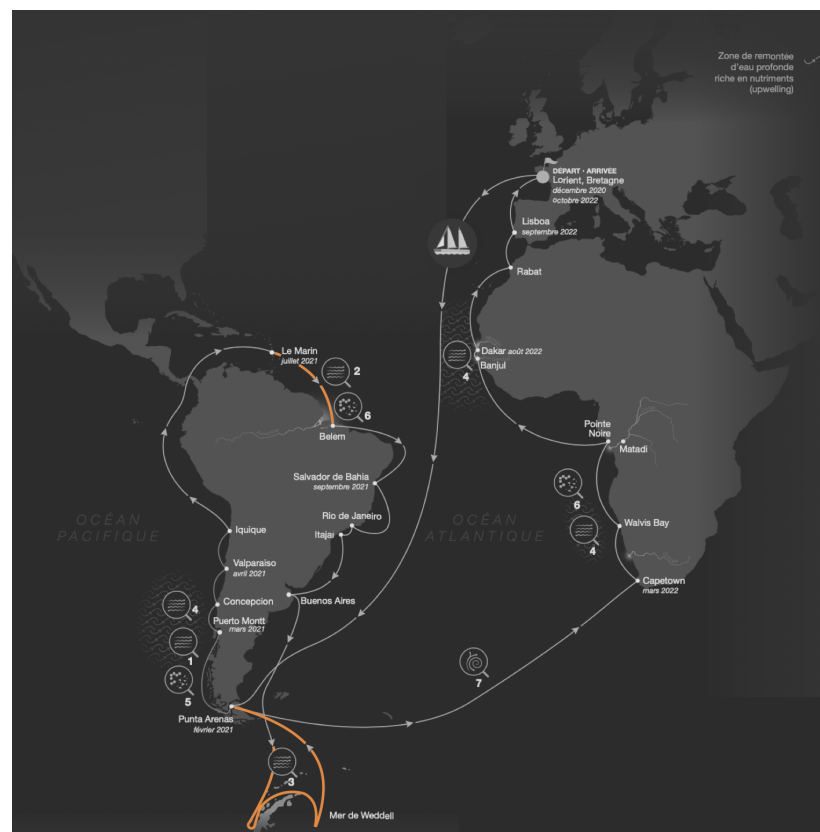 Zone de remontée
d'eau profonde
riche en nutriments
(upwelling)
DÉPART · ARRIVÉE
Lorient, Bretagne
décembre 2020
octobre 2022
Lisboa
septembre 2022
Rabat
Le Marin
juillet 2021
2
Dakar août 2022
Banjul
4
6
Belem
Pointe
Noire
Matadi
Salvador de Bahia
septembre 2021
6
OCÉAN
PACIFIQUE
Rio de Janeiro
Itajaí
Iquique
OCÉAN
ATLANTIQUE
Walvis Bay
4
Valparaiso
avril 2021
Capetown
mars 2022
Concepcion
Buenos Aires
4
Puerto Montt
mars 2021
1
5
7
Punta Arenas
février 2021
3
Mer de Weddell